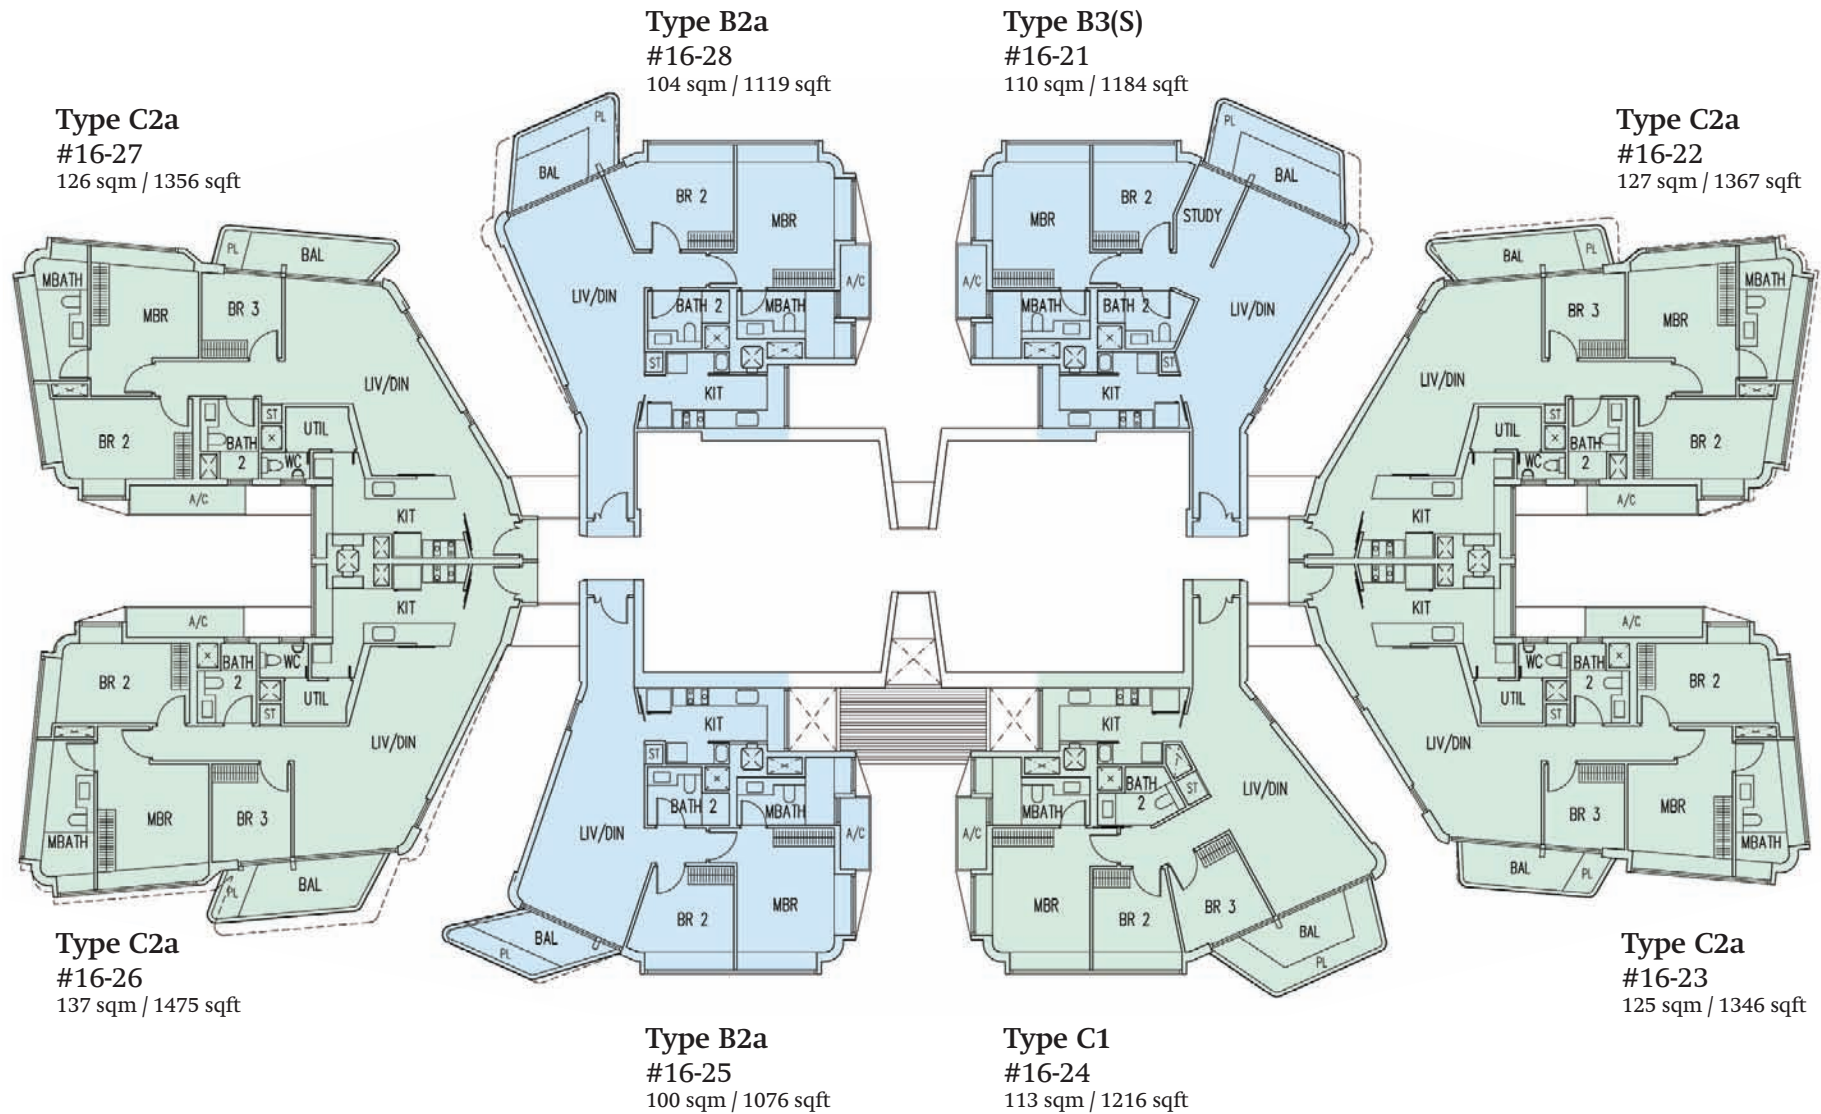 Type B2a
#16-28
104 sqm / 1119 sqft
Type B3(S)
#16-21
110 sqm / 1184 sqft
Type C2a
#16-27
126 sqm / 1356 sqft
Type C2a
#16-22
127 sqm / 1367 sqft
PL
BAL
MBATH
MBR
BR 3
LIV/DIN
BR 2
BATH
2
ST
UTIL
WC
A/C
KIT
PL
BAL
BR 2
MBR
LIV/DIN
A/C
BATH 2
MBATH
ST
KIT
PL
BAL
MBR
BR 2
STUDY
A/C
LIV/DIN
MBATH
BATH 2
ST
KIT
BAL
PL
MBATH
BR 3
MBR
LIV/DIN
ST
UTIL
BATH
2
BR 2
WC
A/C
KIT
KIT
A/C
BATH
2
WC
BR 2
UTIL
ST
LIV/DIN
MBR
BR 3
MBATH
BAL
PL
KIT
ST
BATH 2
MBATH
A/C
LIV/DIN
BR 2
MBR
BAL
PL
KIT
BATH
2
ST
LIV/DIN
MBATH
A/C
MBR
BR 2
BR 3
BAL
PL
KIT
A/C
WC
BATH
2
BR 2
UTIL
ST
LIV/DIN
BR 3
MBR
MBATH
BAL
PL
Type C2a
#16-26
137 sqm / 1475 sqft
Type C2a
#16-23
125 sqm / 1346 sqft
Type B2a
#16-25
100 sqm / 1076 sqft
Type C1
#16-24
113 sqm / 1216 sqft